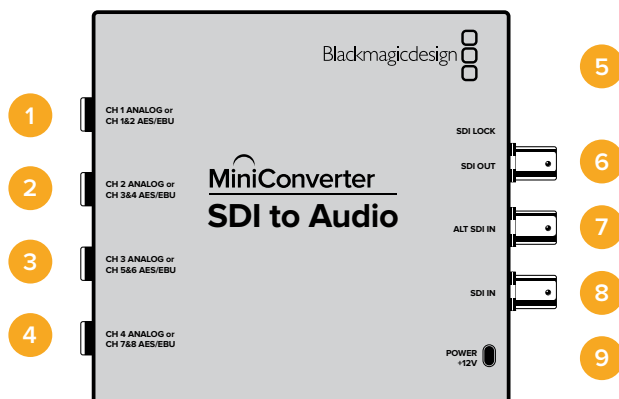 Blackmagicdesign
1
CH 1 ANALOG or
CH 1&2 AES/EBU
2
CH 2 ANALOG or
CH 3&4 AES/EBU
3
CH 3 ANALOG or
CH 5&6 AES/EBU
4
CH 4 ANALOG or
CH 7&8 AES/EBU
MiniConverter
SDI to Audio
5
SDI LOCK
SDI OUT
6
ALT SDI IN
7
SDI IN
8
POWER
+12V
9